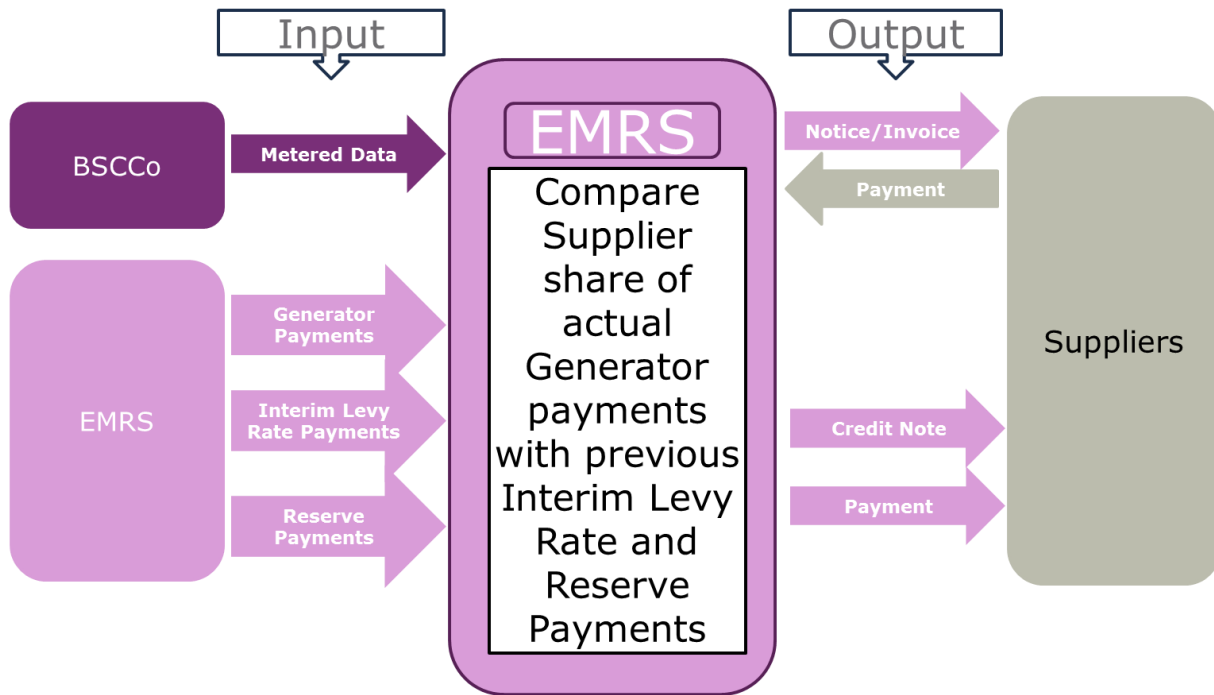 Input
Output
BSCCo
Metered Data
EMRS
Notice/Invoice
Payment
Compare
Supplier
share of
actual
Generator
payments
with previous
Interim Levy
Rate and
Reserve
Payments
EMRS
Generator
Payments
Interim Levy
Rate Payments
Reserve
Payments
Credit Note
Payment
Suppliers